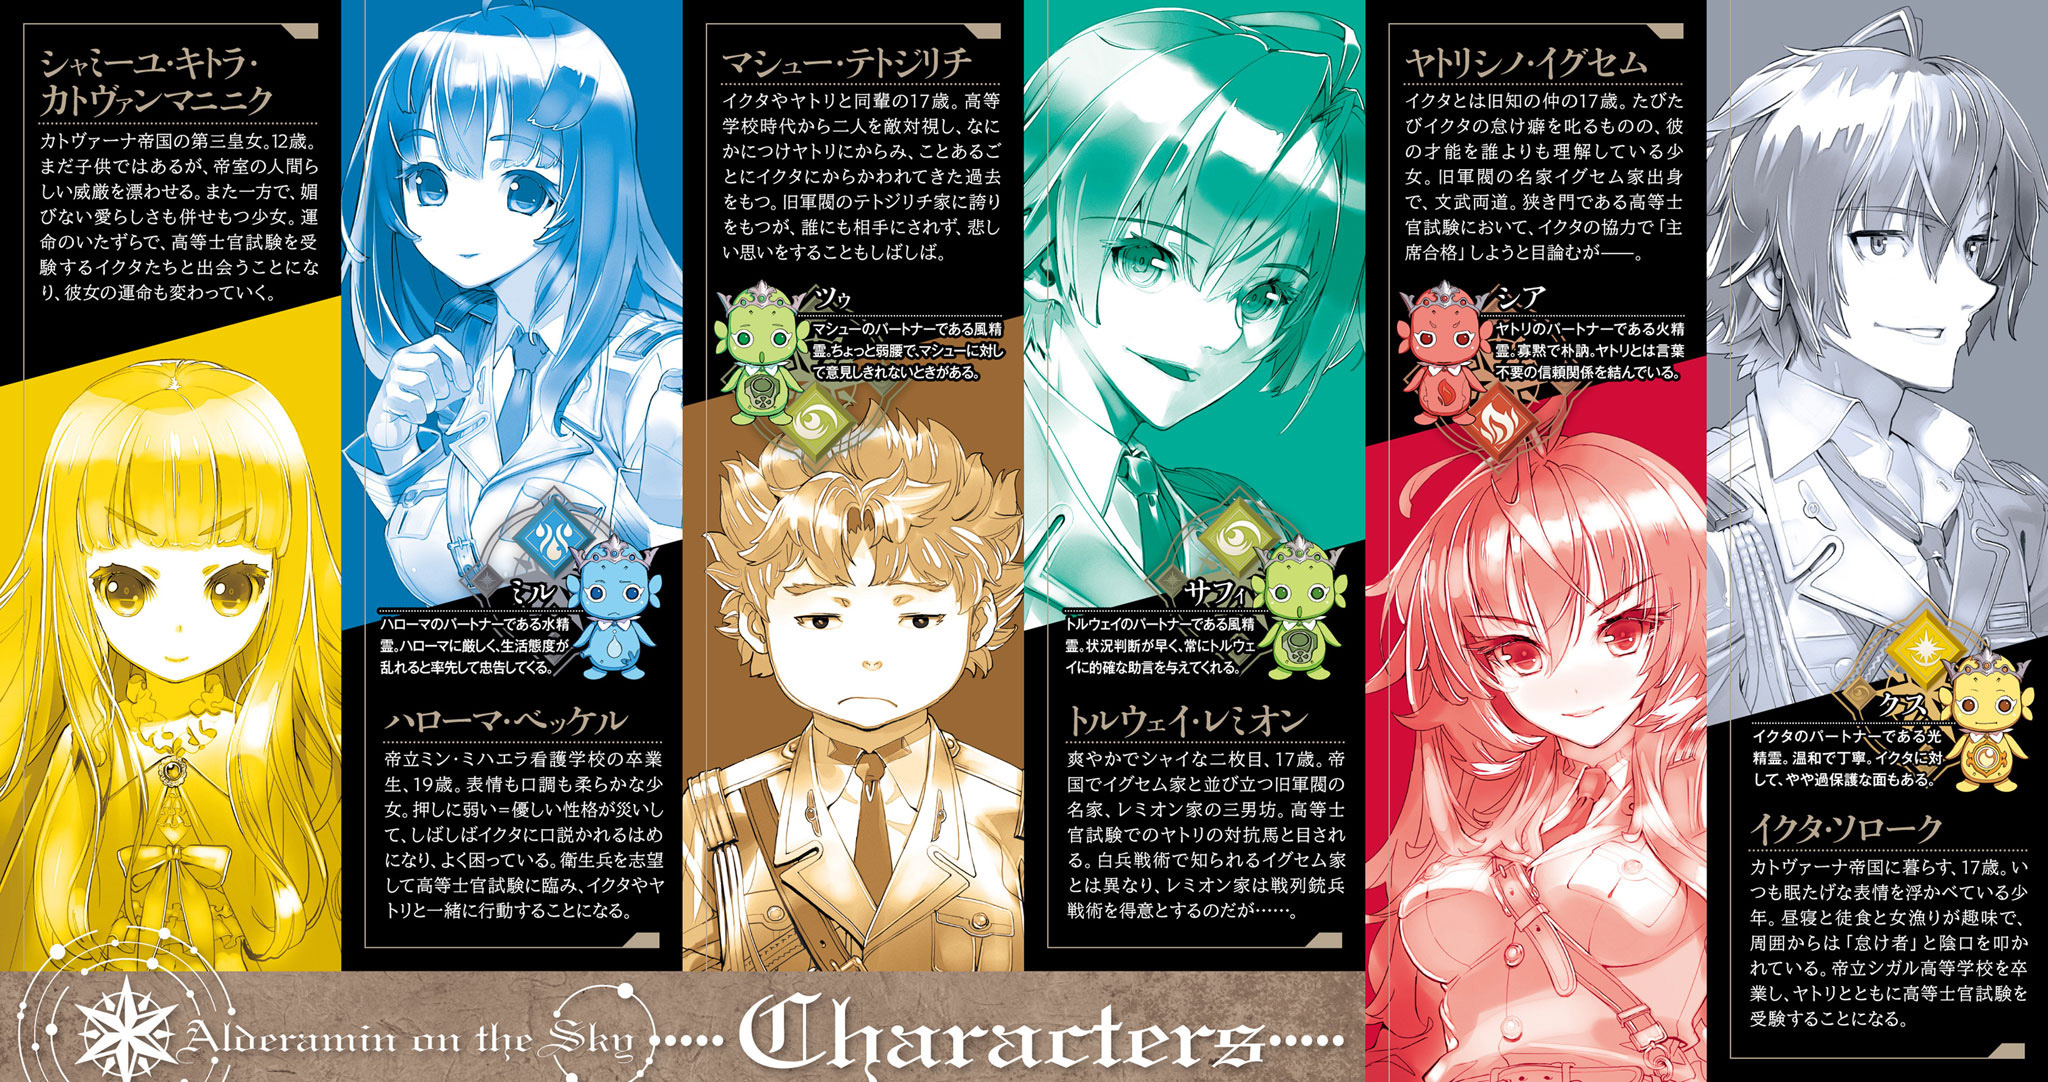 シャミーユ・キトラ・
カトヴァンマニニク
カトヴァーナ帝国の第三皇女。12歳。
まだ子供ではあるが、帝室の人間ら
しい威厳を漂わせる。また一方で、媚
びない愛らしさも併せもつ少女。運
命のいたずらで、高等士官試験を受
験するイクタたちと出会うことにな
り、彼女の運命も変わっていく。
ミル
ハローマのパートナーである水精
霊。ハローマに厳しく、生活態度が
乱れると率先して忠告してくる。
ハローマ・ベッケル
帝立ミン・ミハエラ看護学校の卒業
生、19歳。表情も口調も柔らかな少
女。押しに弱い=優しい性格が災いし
て、しばしばイクタに口説かれるはめ
になり、よく困っている。衛生兵を志望
して高等士官試験に臨み、イクタやヤ
トリと一緒に行動することになる。
マシュー・テトジリチ
イクタやヤトリと同輩の17歳。高等
学校時代から二人を敵対視し、なに
かにつけヤトリにからみ、ことあるご
とにイクタにからかわれてきた過去
をもつ。旧軍閥のテトジリチ家に誇り
をもつが、誰にも相手にされず、悲し
い思いをすることもしばしば。
ツゥ
マシューのパートナーである風精
霊。ちょっと弱腰で、マシューに対し
て意見しきれないときがある。
サフィ
トルウェイのパートナーである風精
霊。状況判断が早く、常にトルウェ
イに的確な助言を与えてくれる。
トルウェイ・レミオン
爽やかでシャイな二枚目、17歳。帝
国でイグセム家と並び立つ旧軍閥の
名家、レミオン家の三男坊。高等士
官試験でのヤトリの対抗馬と目され
る。白兵戦術で知られるイグセム家
とは異なり、レミオン家は戦列銃兵
戦術を得意とするのだが……。
ヤトリシノ・イグセム
イクタとは旧知の仲の17歳。たびた
びイクタの怠け癖を叱るものの、彼
の才能を誰よりも理解している少
女。旧軍閥の名家イグセム家出身
で、文武両道。狭き門である高等士
官試験において、イクタの協力で「主
席合格」しようと目論むが――。
シア
ヤトリのパートナーである火精
霊。寡黙で朴訥。ヤトリとは言葉
不要の信頼関係を結んでいる。
クス
イクタのパートナーである光
精霊。温和で丁寧。イクタに対
して、やや過保護な面もある。
イクタ・ソローク
カトヴァーナ帝国に暮らす、17歳。い
つも眠たげな表情を浮かべている少
年。昼寝と徒食と女漁りが趣味で、
周囲からは「怠け者」と陰口を叩か
れている。帝立シガル高等学校を卒
業し、ヤトリとともに高等士官試験を
受験することになる。
Alderamin on the Sky
Characters